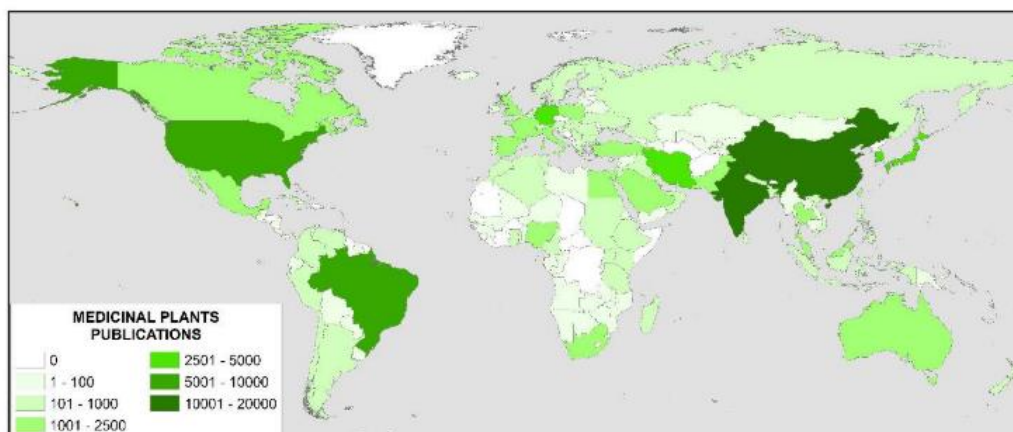 MEDICINAL PLANTS
PUBLICATIONS
0
1 - 100
101 - 1000
1001 - 2500
2501 - 5000
5001 - 10000
10001 - 20000